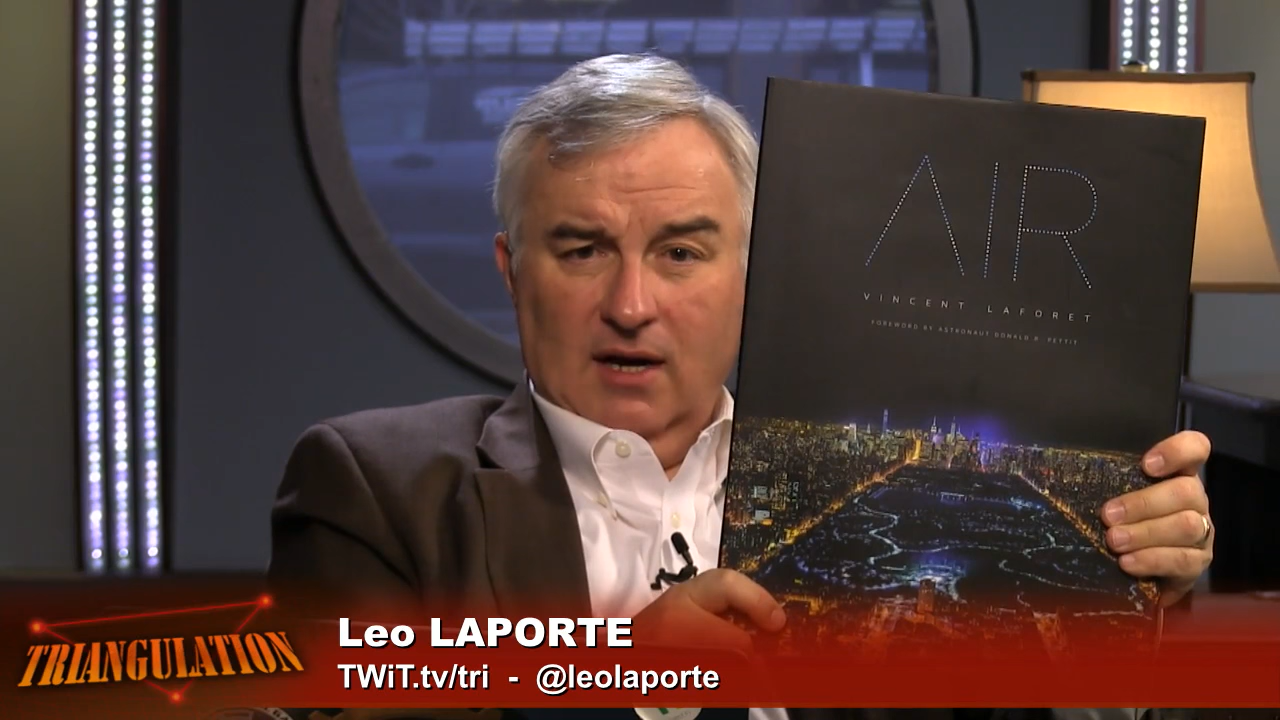 AIR
VINCENT LAFORET
FOREWORD BY ASTRONAUT DONALD R. PETTIT
TRIANGULATION
Leo LAPORTE
TWiT.tv/tri - @leolaporte